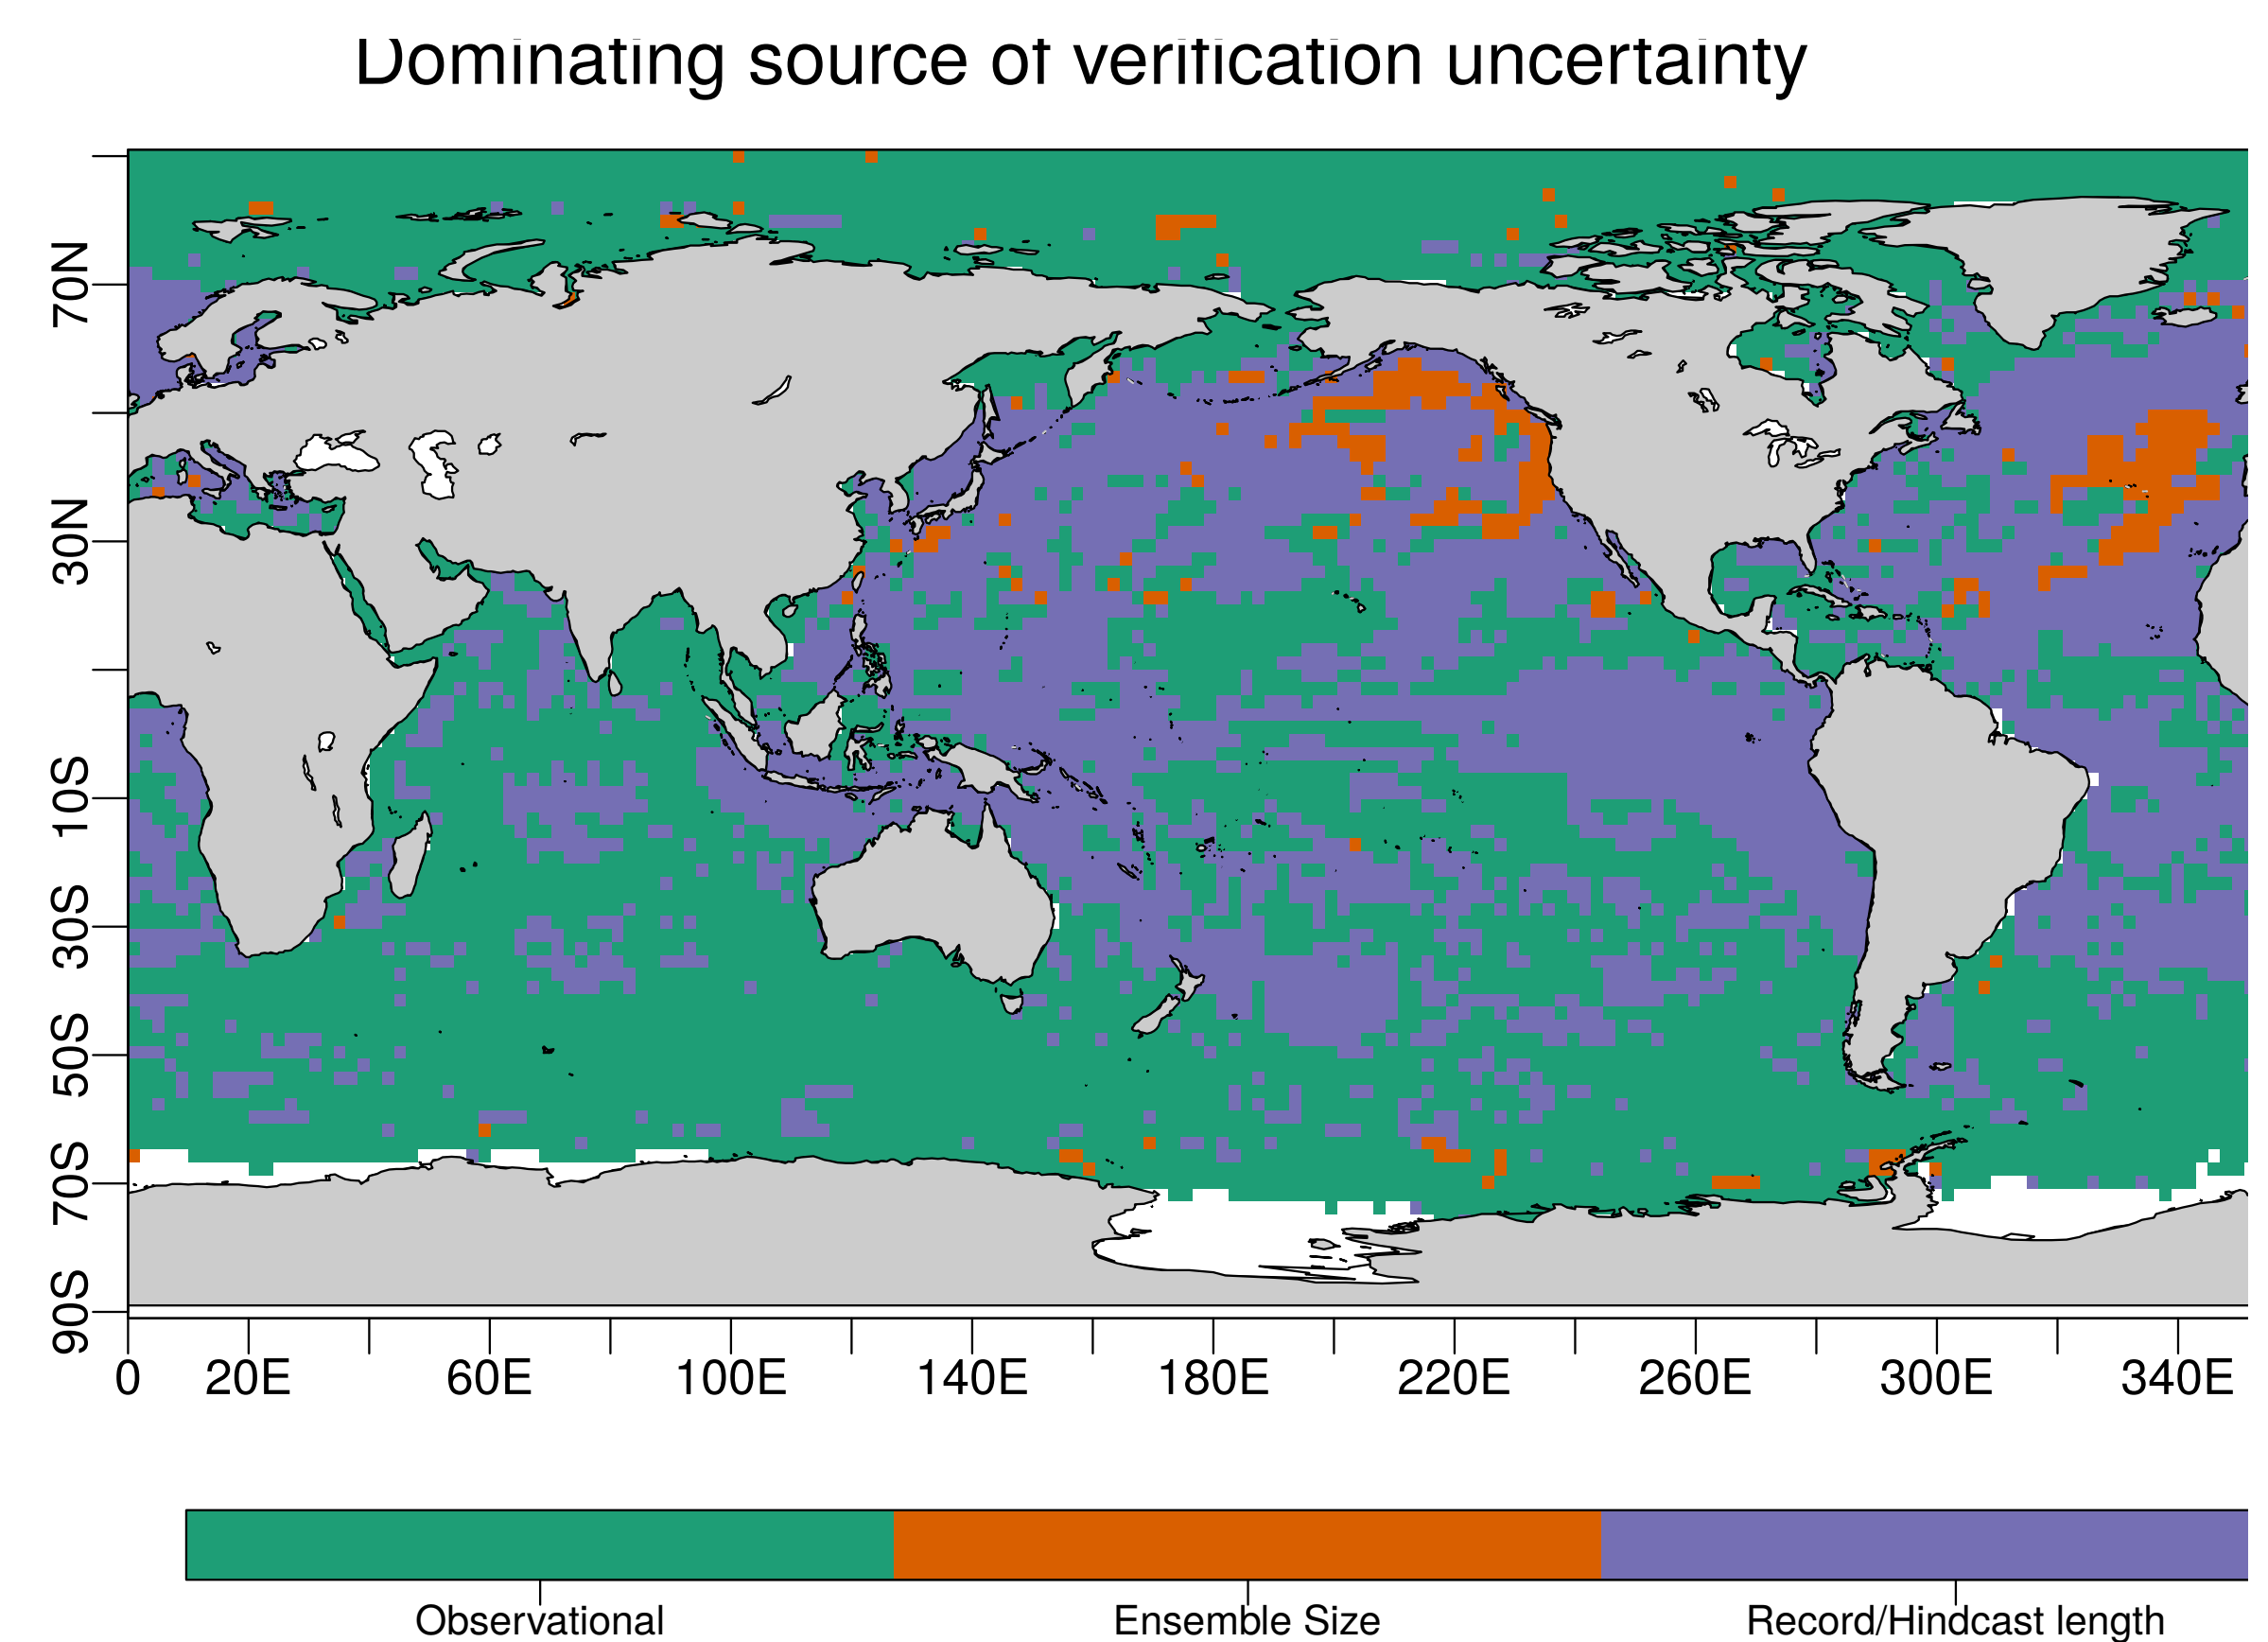 Dominating source of verification uncertainty
70N
30N
10S
30S
50S
70S
90S
0 20E 60E 100E 140E 180E 220E 260E 300E 340E
Observational Ensemble Size Record/Hindcast length